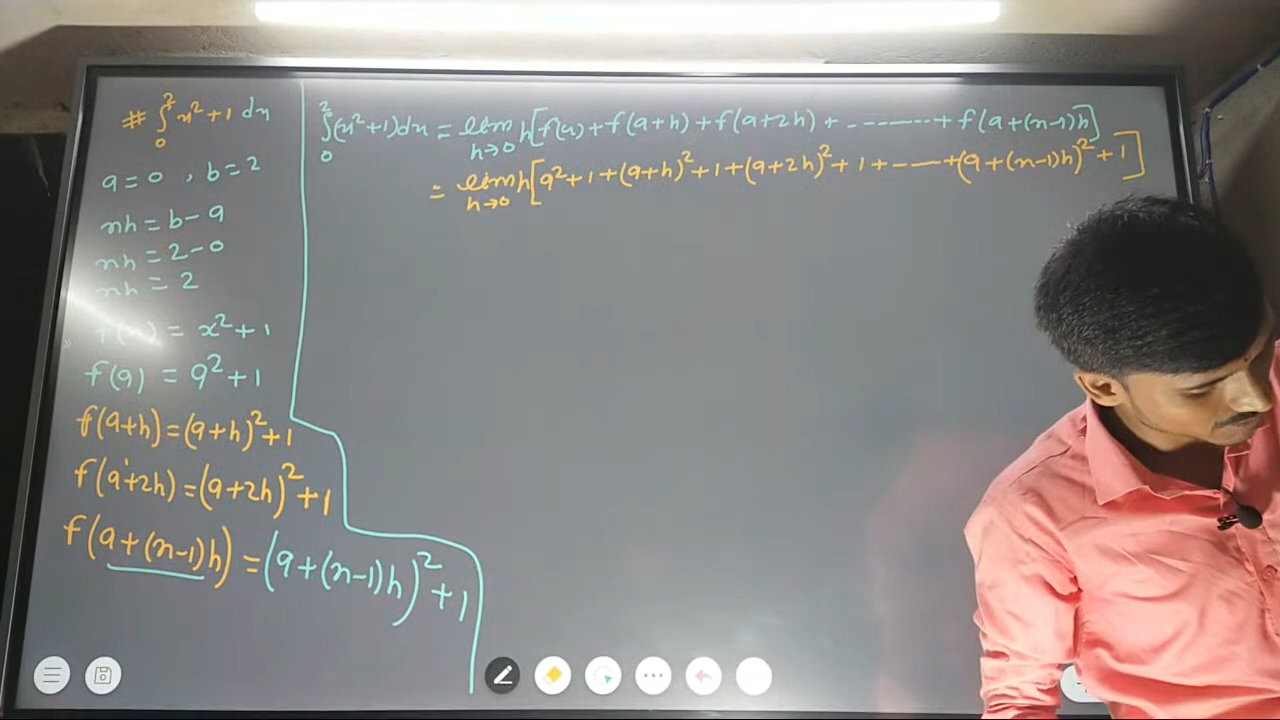 # ∫₀² x²+1 dx
a=0 , b=2
nh = b-a
nh = 2-0
nh = 2
f(x) = x²+1
f(a) = a²+1
f(a+h)=(a+h)²+1
f(a+2h)=(a+2h)²+1
f(a+(n-1)h)=(a+(n-1)h)²+1
∫₀²(x²+1)dx = lim h→0 h[f(a)+f(a+h)+f(a+2h)+--------+f(a+(n-1)h]
= lim h→0 h[a²+1+(a+h)²+1+(a+2h)²+1+-----+(a+(n-1)h)²+1]